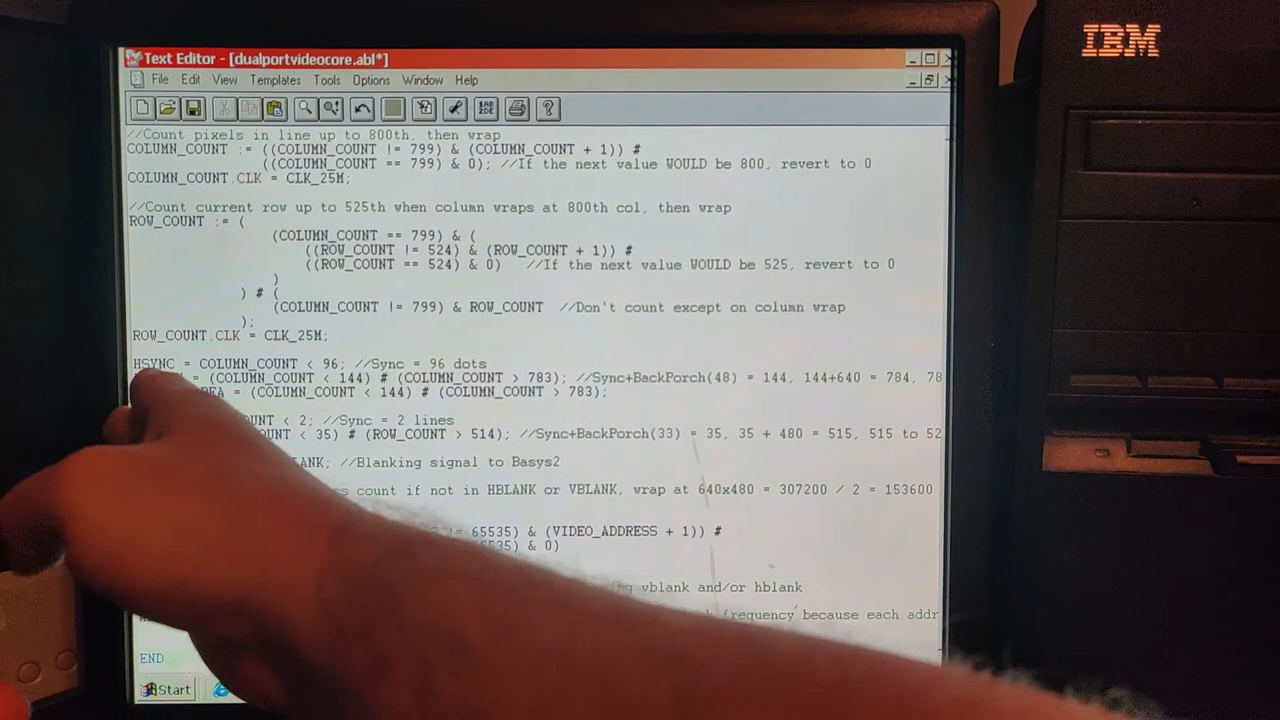 Text Editor - [dualportvideocore.abl*]
IBM
File Edit View Templates Tools Options Window Help
//Count pixels in line up to 800th, then wrap
COLUMN_COUNT := ((COLUMN_COUNT != 799) & (COLUMN_COUNT + 1)) #
((COLUMN_COUNT == 799) & 0); //If the next value WOULD be 800, revert to 0
COLUMN_COUNT.CLK = CLK_25M;
//Count current row up to 525th when column wraps at 800th col, then wrap
ROW_COUNT := (
(COLUMN_COUNT == 799) & (
((ROW_COUNT != 524) & (ROW_COUNT + 1)) #
((ROW_COUNT == 524) & 0) //If the next value WOULD be 525, revert to 0
)
) # (
(COLUMN_COUNT != 799) & ROW_COUNT //Don't count except on column wrap
);
ROW_COUNT.CLK = CLK_25M;
HSYNC = COLUMN_COUNT < 96; //Sync = 96 dots
= (COLUMN_COUNT < 144) # (COLUMN_COUNT > 783); //Sync+BackPorch(48) = 144, 144+640 = 784, 78
= (COLUMN_COUNT < 144) # (COLUMN_COUNT > 783);
< 2; //Sync = 2 lines
< 35) # (ROW_COUNT > 514); //Sync+BackPorch(33) = 35, 35 + 480 = 515, 515 to 52
//Blanking signal to Basys2
count if not in HBLANK or VBLANK, wrap at 640x480 = 307200 / 2 = 153600
!= 65535) & (VIDEO_ADDRESS + 1)) #
& 0)
vblank and/or hblank
frequency because each addr
END
Start